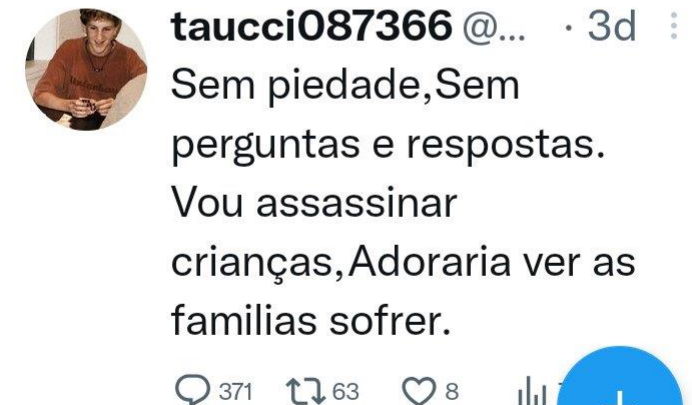 taucci087366 @... · 3d
Sem piedade,Sem
perguntas e respostas.
Vou assassinar
crianças,Adoraria ver as
familias sofrer.
371 63 8